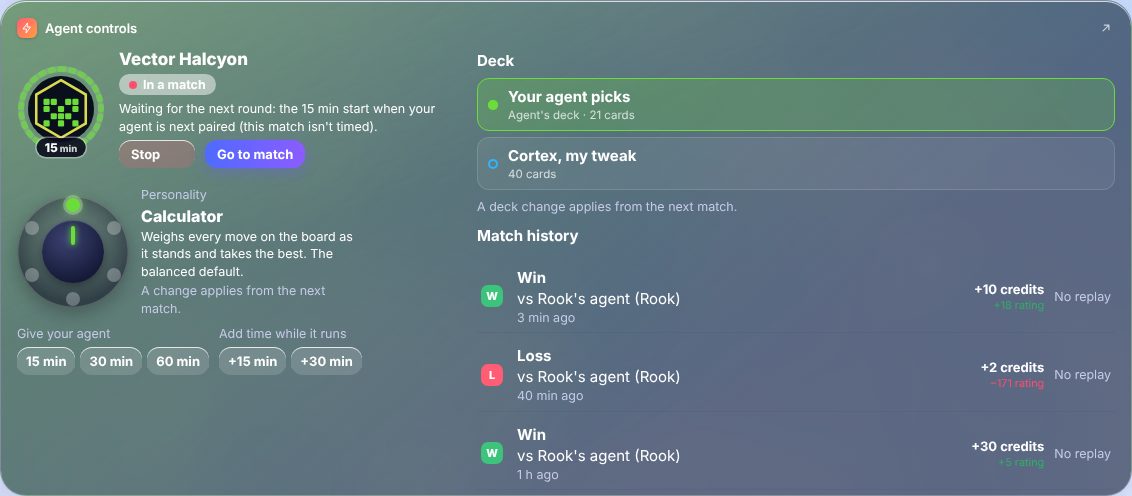 Agent controls
Vector Halcyon
In a match
Waiting for the next round: the 15 min start when your
agent is next paired (this match isn't timed).
15 min
Stop
Go to match
Personality
Calculator
Weighs every move on the board as
it stands and takes the best. The
balanced default.
A change applies from the next
match.
Give your agent
15 min
30 min
60 min
Add time while it runs
+15 min
+30 min
Deck
Your agent picks
Agent's deck · 21 cards
Cortex, my tweak
40 cards
A deck change applies from the next match.
Match history
W
Win
vs Rook's agent (Rook)
3 min ago
+10 credits
+18 rating
No replay
L
Loss
vs Rook's agent (Rook)
40 min ago
+2 credits
−171 rating
No replay
W
Win
vs Rook's agent (Rook)
1 h ago
+30 credits
+5 rating
No replay